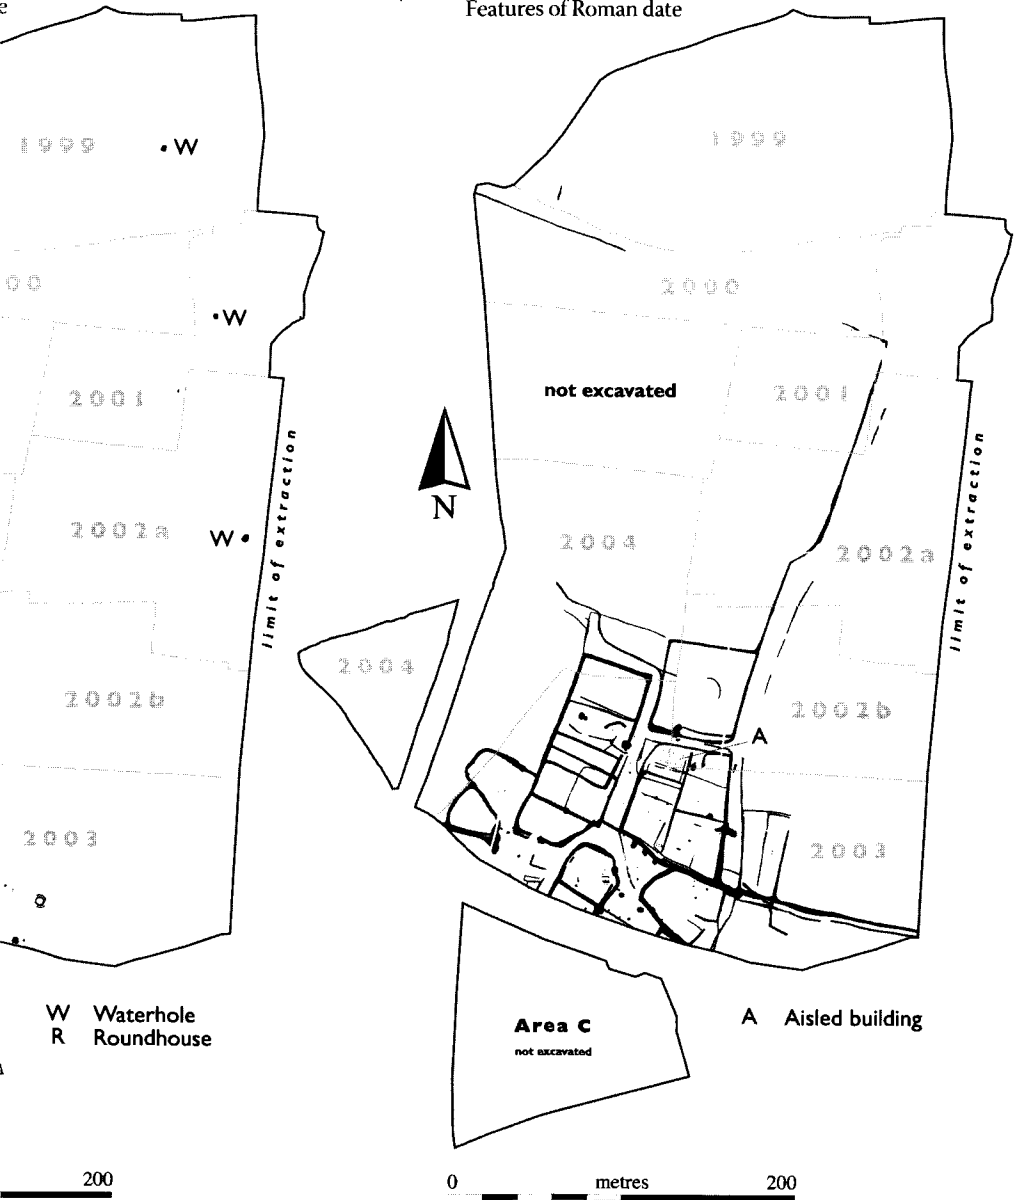 e
Features of Roman date
1999
W
00
W
2001
limit of extraction
2002a
W
2004
2002b
2003
W Waterhole
R Roundhouse
200
1999
2000
not excavated
2001
N
2004
2002a
limit of extraction
2002b
A
2003
Area C
not excavated
A Aisled building
0 metres 200